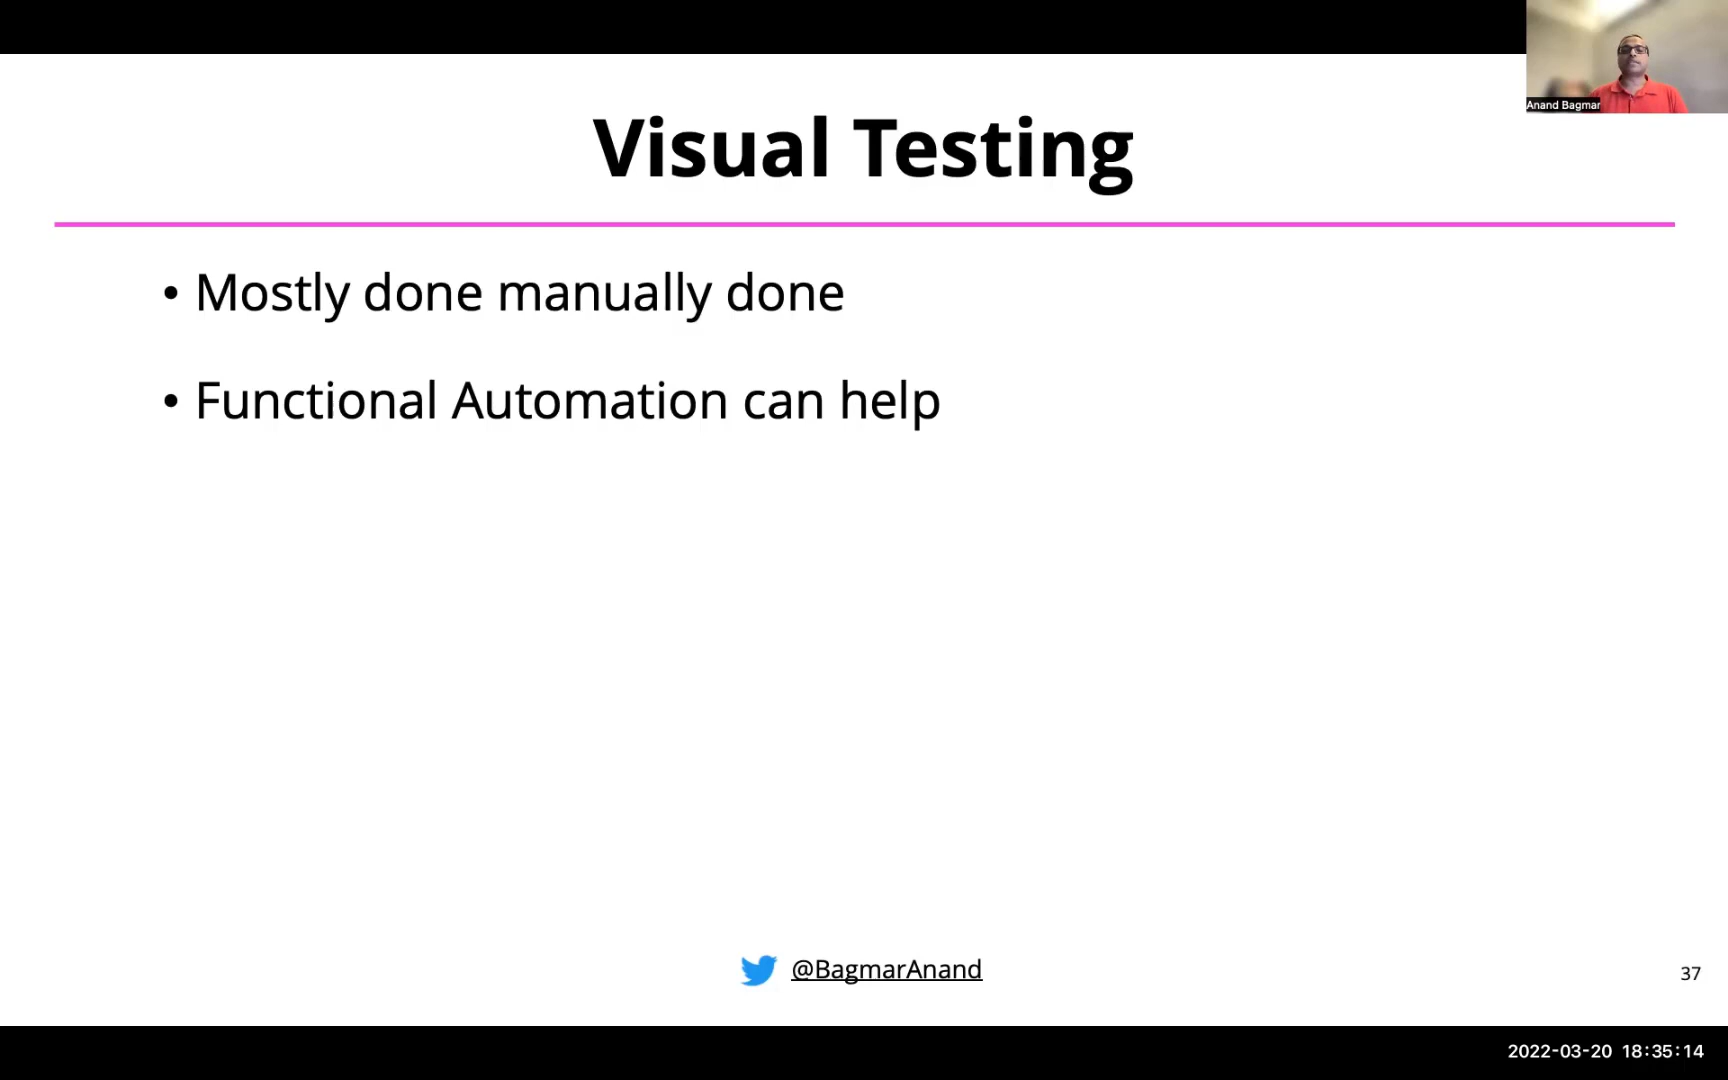 Anand Bagmar
Visual Testing
• Mostly done manually done
• Functional Automation can help
@BagmarAnand
37
2022-03-20 18:35:14